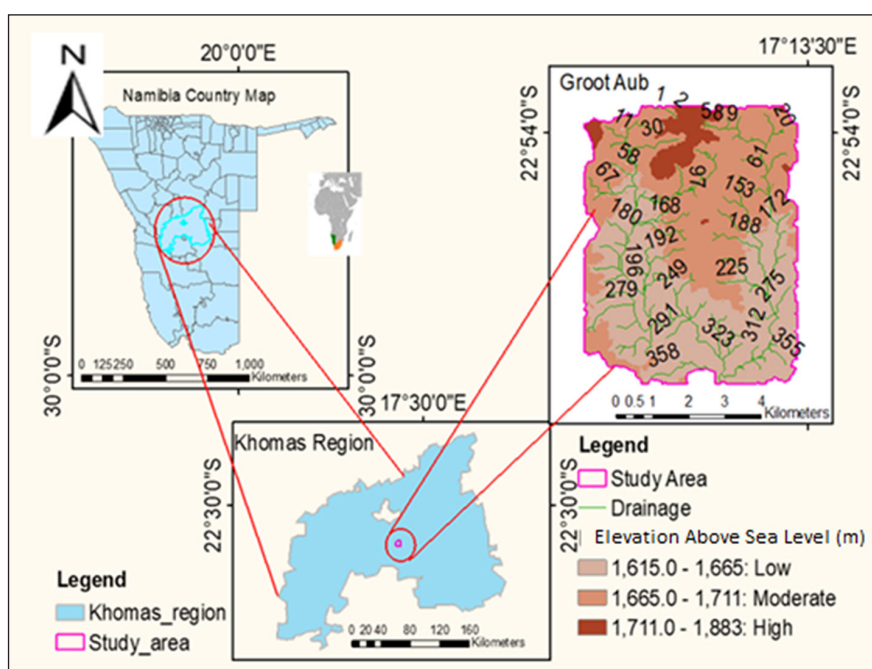 N
20°0'0"E
Namibia Country Map
30°0'0"S
30°0'0"S
0 125 250 500 750 1,000
Kilometers
17°13'30"E
Groot Aub
22°54'0"S
22°54'0"S
1 2 589 20
11 30
58 61
67 97 153
180 168 172
192 188
196 249 225
279 275
291 323 312
358 355
0 0.5 1 2 3 4
Kilometers
17°30'0"E
Khomas Region
22°30'0"S
22°30'0"S
0 20 40 80 120 160
Kilometers
Legend
Khomas_region
Study_area
Legend
Study Area
Drainage
Elevation Above Sea Level (m)
1,615.0 - 1,665: Low
1,665.0 - 1,711: Moderate
1,711.0 - 1,883: High